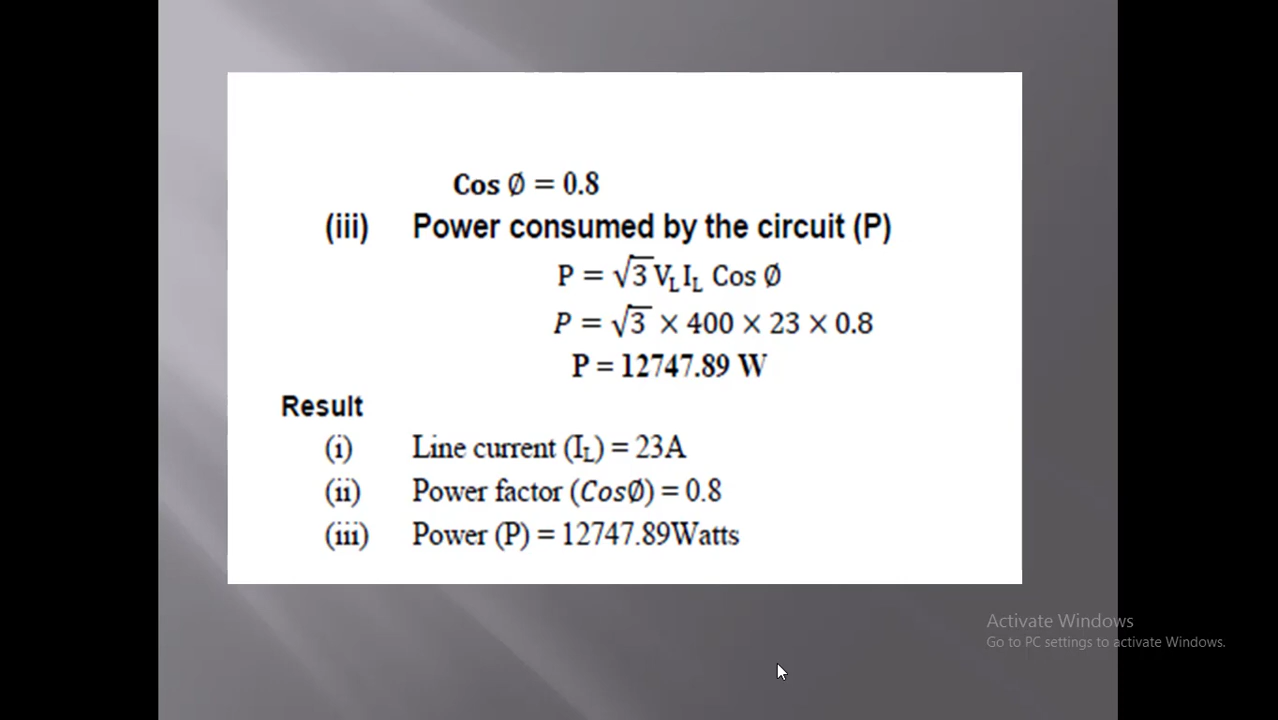 Cos ∅ = 0.8
(iii) Power consumed by the circuit (P)
P = √3 V_L I_L Cos ∅
P = √3 × 400 × 23 × 0.8
P = 12747.89 W
Result
(i) Line current (I_L) = 23A
(ii) Power factor (Cos∅) = 0.8
(iii) Power (P) = 12747.89Watts
Activate Windows
Go to PC settings to activate Windows.